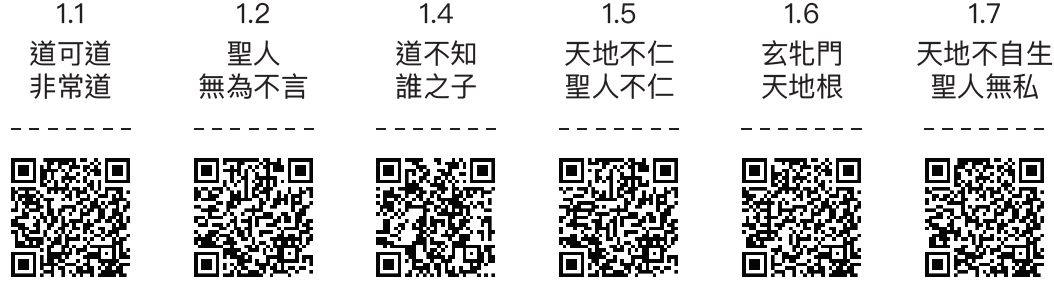 1.1
道可道
非常道
1.2
聖人
無為不言
1.4
道不知
誰之子
1.5
天地不仁
聖人不仁
1.6
玄牝門
天地根
1.7
天地不自生
聖人無私